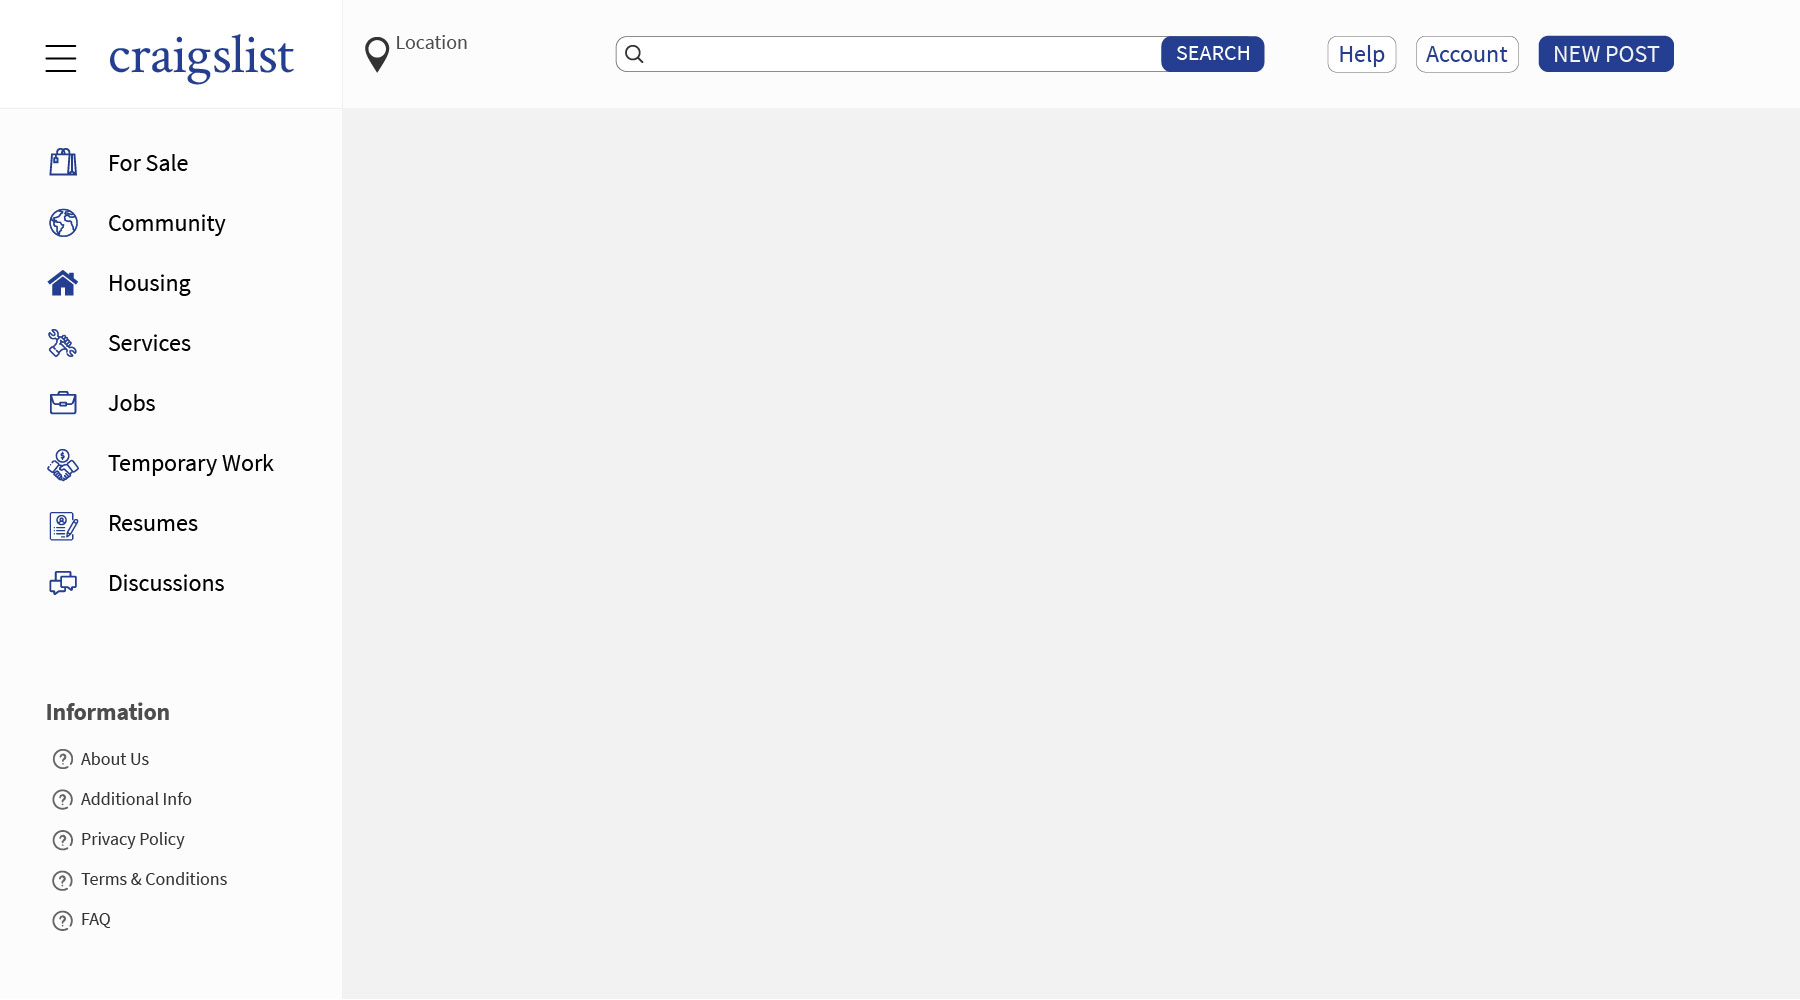 craigslist
Location
SEARCH
Help
Account
NEW POST
For Sale
Community
Housing
Services
Jobs
Temporary Work
Resumes
Discussions
Information
About Us
Additional Info
Privacy Policy
Terms & Conditions
FAQ